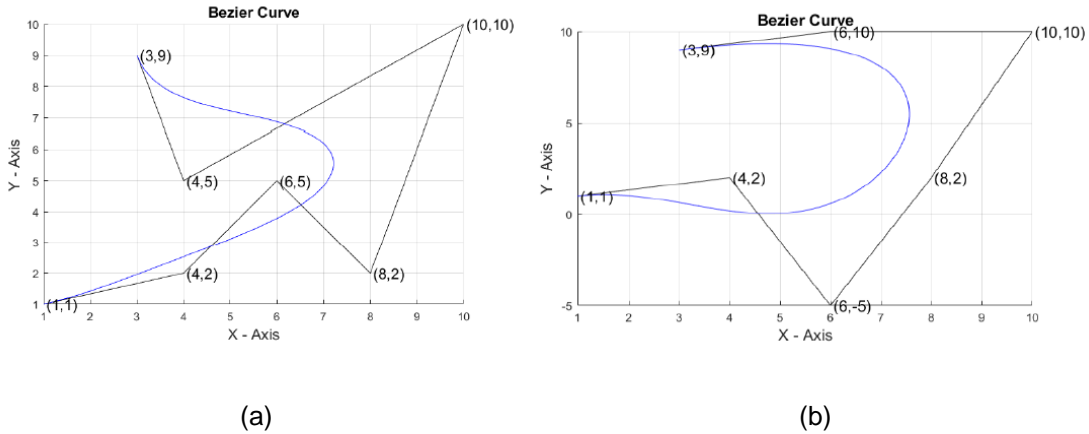 Bezier Curve
10
9
8
7
6
5
4
3
2
1
Y - Axis
(10,10)
(3,9)
(4,5)
(6,5)
(4,2)
(8,2)
(1,1)
1 2 3 4 5 6 7 8 9 10
X - Axis
(a)
Bezier Curve
10
5
0
-5
Y - Axis
(6,10)
(10,10)
(3,9)
(4,2)
(8,2)
(1,1)
(6,-5)
1 2 3 4 5 6 7 8 9 10
X - Axis
(b)